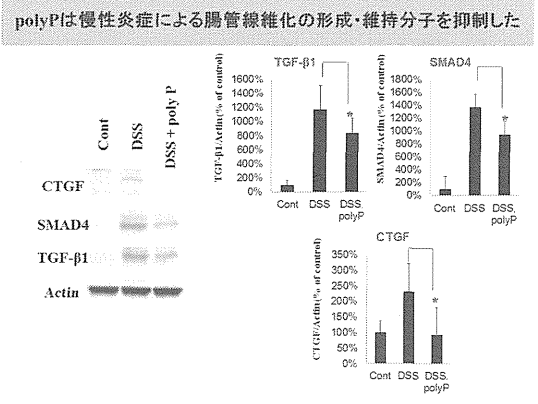 polyPは慢性炎症による腸管線維化の形成・維持分子を抑制した
Cont
DSS
DSS + poly P
CTGF
SMAD4
TGF-β1
Actin
TGF-β1
TGF-β1/Actin(% of control)
1600%
1400%
1200%
1000%
800%
600%
400%
200%
0%
*
Cont DSS DSS, polyP
SMAD4
SMAD4/Actin(% of control)
1800%
1600%
1400%
1200%
1000%
800%
600%
400%
200%
0%
*
Cont DSS DSS, polyP
CTGF
CTGF/Actin(% of control)
350%
300%
250%
200%
150%
100%
50%
0%
*
Cont DSS DSS, polyP